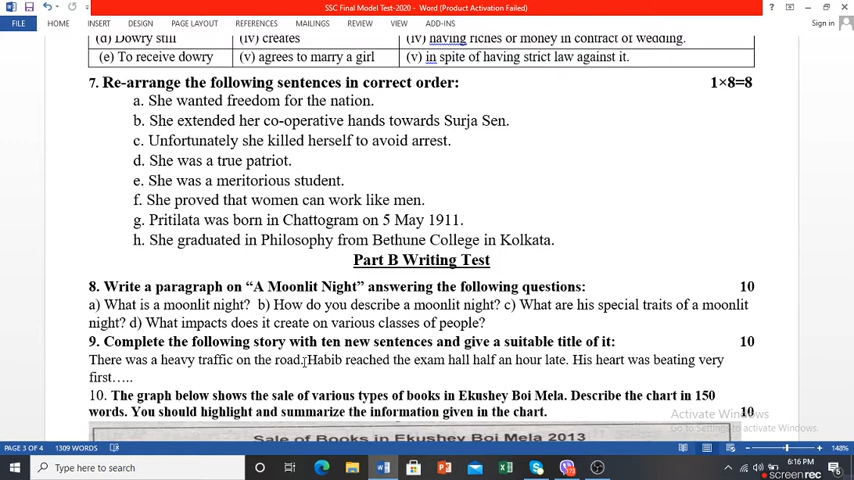 SSC Final Model Test-2020 - Word (Product Activation Failed)
FILE HOME INSERT DESIGN PAGE LAYOUT REFERENCES MAILINGS REVIEW VIEW ADD-INS Sign in
(d) Dowry still (iv) creates (iv) having riches or money in contract of wedding.
(e) To receive dowry (v) agrees to marry a girl (v) in spite of having strict law against it.
7. Re-arrange the following sentences in correct order: 1×8=8
a. She wanted freedom for the nation.
b. She extended her co-operative hands towards Surja Sen.
c. Unfortunately she killed herself to avoid arrest.
d. She was a true patriot.
e. She was a meritorious student.
f. She proved that women can work like men.
g. Pritilata was born in Chattogram on 5 May 1911.
h. She graduated in Philosophy from Bethune College in Kolkata.
Part B Writing Test
8. Write a paragraph on “A Moonlit Night” answering the following questions: 10
a) What is a moonlit night? b) How do you describe a moonlit night? c) What are his special traits of a moonlit
night? d) What impacts does it create on various classes of people?
9. Complete the following story with ten new sentences and give a suitable title of it: 10
There was a heavy traffic on the road. Habib reached the exam hall half an hour late. His heart was beating very
first…..
10. The graph below shows the sale of various types of books in Ekushey Boi Mela. Describe the chart in 150
words. You should highlight and summarize the information given in the chart. 10
Activate Windows
Go to Settings to activate Windows.
Sale of Books in Ekushey Boi Mela 2013
PAGE 3 OF 4 1309 WORDS 148%
Type here to search
6:16 PM
screenrec